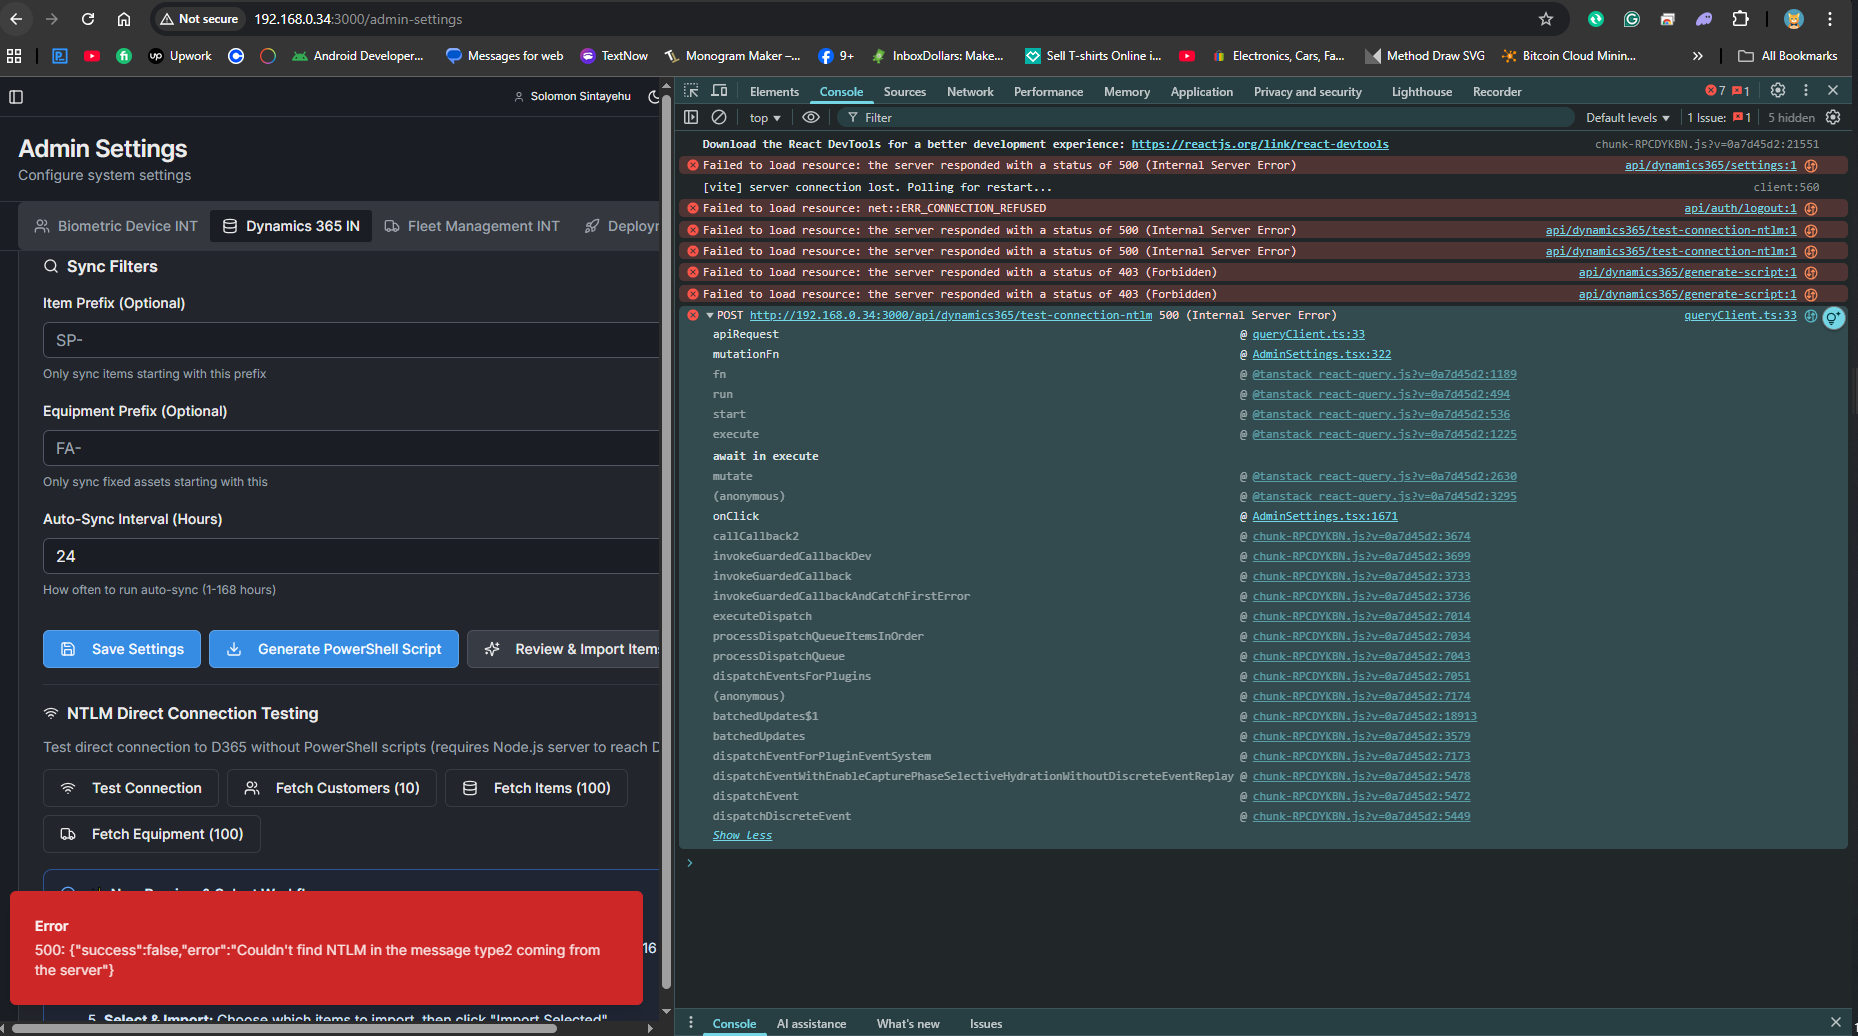 Not secure 192.168.0.34:3000/admin-settings
Upwork Android Developer... Messages for web TextNow Monogram Maker –... 9+ InboxDollars: Make... Sell T-shirts Online i... Electronics, Cars, Fa... Method Draw SVG Bitcoin Cloud Minin... » All Bookmarks
Solomon Sintayehu
Admin Settings
Configure system settings
Biometric Device INT Dynamics 365 IN Fleet Management INT Deploy
Sync Filters
Item Prefix (Optional)
SP-
Only sync items starting with this prefix
Equipment Prefix (Optional)
FA-
Only sync fixed assets starting with this
Auto-Sync Interval (Hours)
24
How often to run auto-sync (1-168 hours)
Save Settings Generate PowerShell Script Review & Import Items
NTLM Direct Connection Testing
Test direct connection to D365 without PowerShell scripts (requires Node.js server to reach D
Test Connection Fetch Customers (10) Fetch Items (100)
Fetch Equipment (100)
Error
500: {"success":false,"error":"Couldn't find NTLM in the message type2 coming from
the server"}
16
5. Select & Import: Choose which items to import, then click "Import Selected"
Elements Console Sources Network Performance Memory Application Privacy and security Lighthouse Recorder 7 1
top Filter Default levels 1 Issue: 1 5 hidden
Download the React DevTools for a better development experience: https://reactjs.org/link/react-devtools chunk-RPCDYKBN.js?v=0a7d45d2:21551
Failed to load resource: the server responded with a status of 500 (Internal Server Error) api/dynamics365/settings:1
[vite] server connection lost. Polling for restart... client:560
Failed to load resource: net::ERR_CONNECTION_REFUSED api/auth/logout:1
Failed to load resource: the server responded with a status of 500 (Internal Server Error) api/dynamics365/test-connection-ntlm:1
Failed to load resource: the server responded with a status of 500 (Internal Server Error) api/dynamics365/test-connection-ntlm:1
Failed to load resource: the server responded with a status of 403 (Forbidden) api/dynamics365/generate-script:1
Failed to load resource: the server responded with a status of 403 (Forbidden) api/dynamics365/generate-script:1
POST http://192.168.0.34:3000/api/dynamics365/test-connection-ntlm 500 (Internal Server Error) queryClient.ts:33
apiRequest @ queryClient.ts:33
mutationFn @ AdminSettings.tsx:322
fn @ @tanstack react-query.js?v=0a7d45d2:1189
run @ @tanstack react-query.js?v=0a7d45d2:494
start @ @tanstack react-query.js?v=0a7d45d2:536
execute @ @tanstack react-query.js?v=0a7d45d2:1225
await in execute
mutate @ @tanstack react-query.js?v=0a7d45d2:2630
(anonymous) @ @tanstack react-query.js?v=0a7d45d2:3295
onClick @ AdminSettings.tsx:1671
callCallback2 @ chunk-RPCDYKBN.js?v=0a7d45d2:3674
invokeGuardedCallbackDev @ chunk-RPCDYKBN.js?v=0a7d45d2:3699
invokeGuardedCallback @ chunk-RPCDYKBN.js?v=0a7d45d2:3733
invokeGuardedCallbackAndCatchFirstError @ chunk-RPCDYKBN.js?v=0a7d45d2:3736
executeDispatch @ chunk-RPCDYKBN.js?v=0a7d45d2:7014
processDispatchQueueItemsInOrder @ chunk-RPCDYKBN.js?v=0a7d45d2:7034
processDispatchQueue @ chunk-RPCDYKBN.js?v=0a7d45d2:7043
dispatchEventsForPlugins @ chunk-RPCDYKBN.js?v=0a7d45d2:7051
(anonymous) @ chunk-RPCDYKBN.js?v=0a7d45d2:7174
batchedUpdates$1 @ chunk-RPCDYKBN.js?v=0a7d45d2:18913
batchedUpdates @ chunk-RPCDYKBN.js?v=0a7d45d2:3579
dispatchEventForPluginEventSystem @ chunk-RPCDYKBN.js?v=0a7d45d2:7173
dispatchEventWithEnableCapturePhaseSelectiveHydrationWithoutDiscreteEventReplay @ chunk-RPCDYKBN.js?v=0a7d45d2:5478
dispatchEvent @ chunk-RPCDYKBN.js?v=0a7d45d2:5472
dispatchDiscreteEvent @ chunk-RPCDYKBN.js?v=0a7d45d2:5449
Show less
Console AI assistance What's new Issues